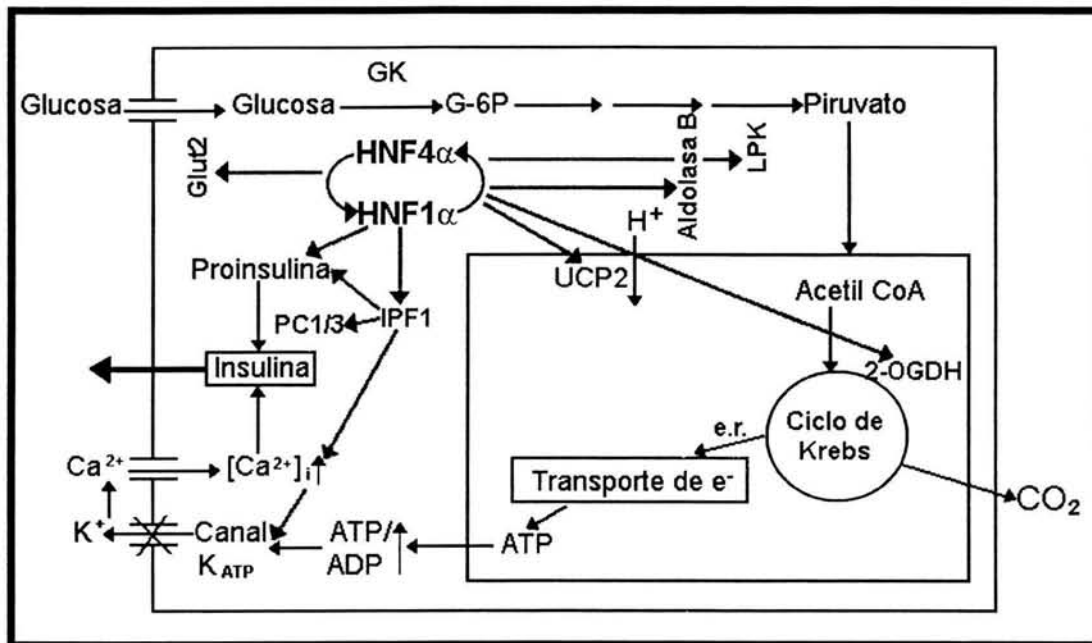 GK
Glucosa
Glucosa
G-6P
Piruvato
Glut2
HNF4α
HNF1α
Aldolasa B
LPK
H⁺
UCP2
Proinsulina
PC1/3
IPF1
Acetil CoA
2-OGDH
Insulina
Ciclo de
Krebs
e.r.
Ca²⁺
[Ca²⁺]i
Transporte de e⁻
CO₂
K⁺
Canal
K ATP
ATP/
ADP
ATP